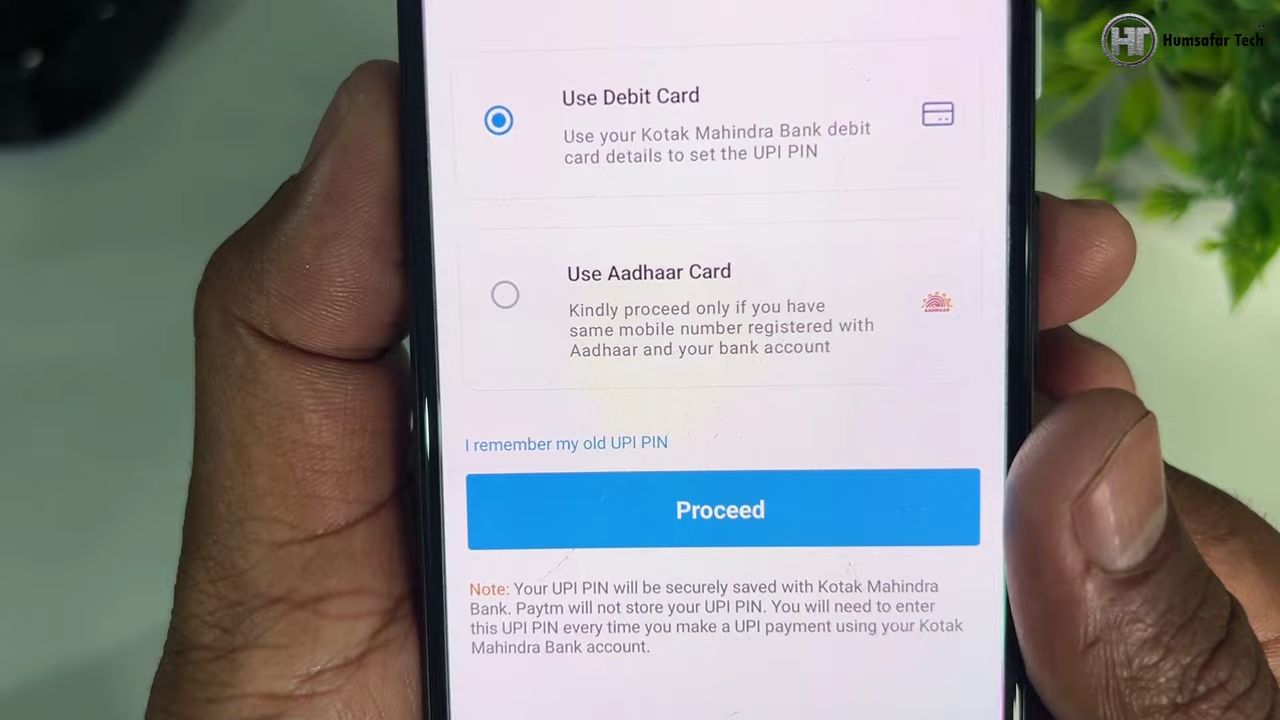 HT Humsafar Tech
Use Debit Card
Use your Kotak Mahindra Bank debit
card details to set the UPI PIN
Use Aadhaar Card
Kindly proceed only if you have
same mobile number registered with
Aadhaar and your bank account
AADHAAR
I remember my old UPI PIN
Proceed
Note: Your UPI PIN will be securely saved with Kotak Mahindra
Bank. Paytm will not store your UPI PIN. You will need to enter
this UPI PIN every time you make a UPI payment using your Kotak
Mahindra Bank account.